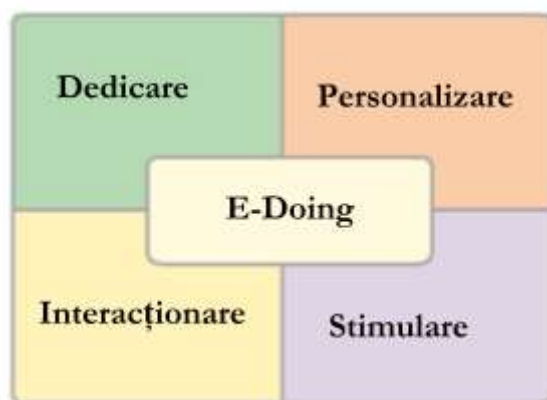 Dedicare
Personalizare
E-Doing
Interacționare
Stimulare